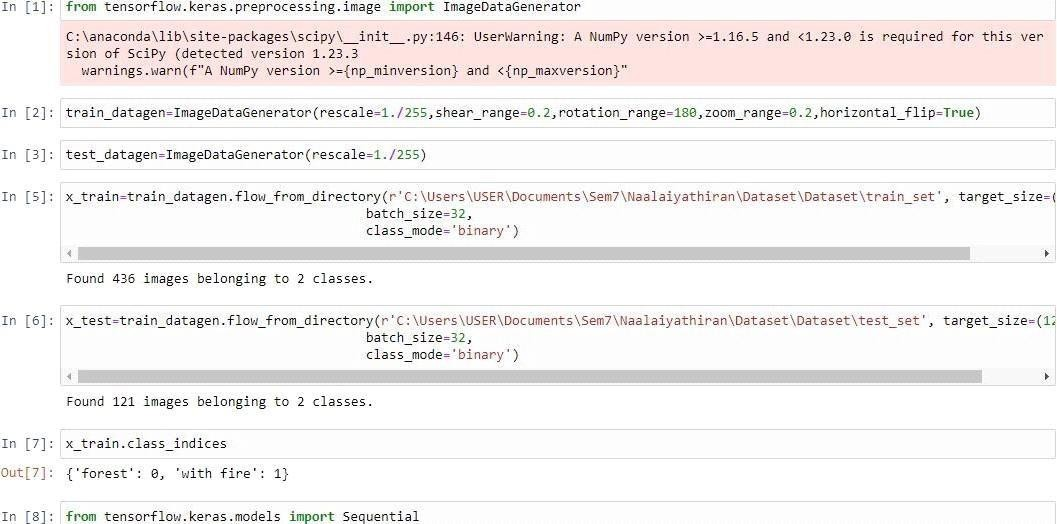 In [1]: from tensorflow.keras.preprocessing.image import ImageDataGenerator
C:\anaconda\lib\site-packages\scipy\__init__.py:146: UserWarning: A NumPy version >=1.16.5 and <1.23.0 is required for this ver
sion of SciPy (detected version 1.23.3
  warnings.warn(f"A NumPy version >={np_minversion} and <{np_maxversion}"
In [2]: train_datagen=ImageDataGenerator(rescale=1./255,shear_range=0.2,rotation_range=180,zoom_range=0.2,horizontal_flip=True)
In [3]: test_datagen=ImageDataGenerator(rescale=1./255)
In [5]: x_train=train_datagen.flow_from_directory(r'C:\Users\USER\Documents\Sem7\Naalaiyathiran\Dataset\Dataset\train_set', target_size=(
batch_size=32,
class_mode='binary')
Found 436 images belonging to 2 classes.
In [6]: x_test=train_datagen.flow_from_directory(r'C:\Users\USER\Documents\Sem7\Naalaiyathiran\Dataset\Dataset\test_set', target_size=(12
batch_size=32,
class_mode='binary')
Found 121 images belonging to 2 classes.
In [7]: x_train.class_indices
Out[7]: {'forest': 0, 'with fire': 1}
In [8]: from tensorflow.keras.models import Sequential